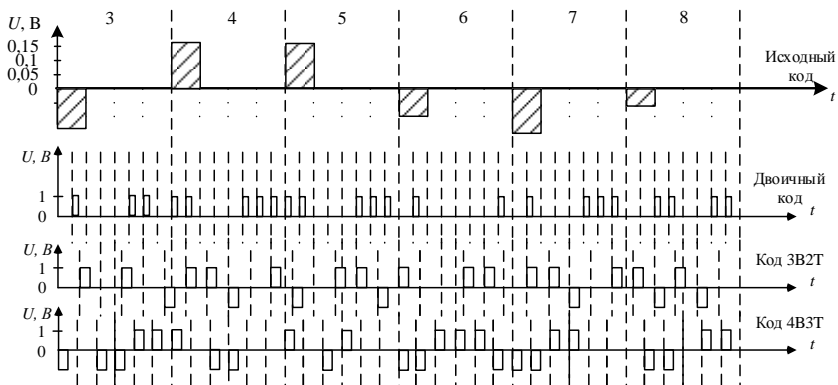 3 4 5 6 7 8
U, В
0,15
0,1
0,05
0
Исходный код
t
U, В
1
0
Двоичный код
t
U, В
1
0
Код 3B2T
t
U, В
1
0
Код 4B3T
t